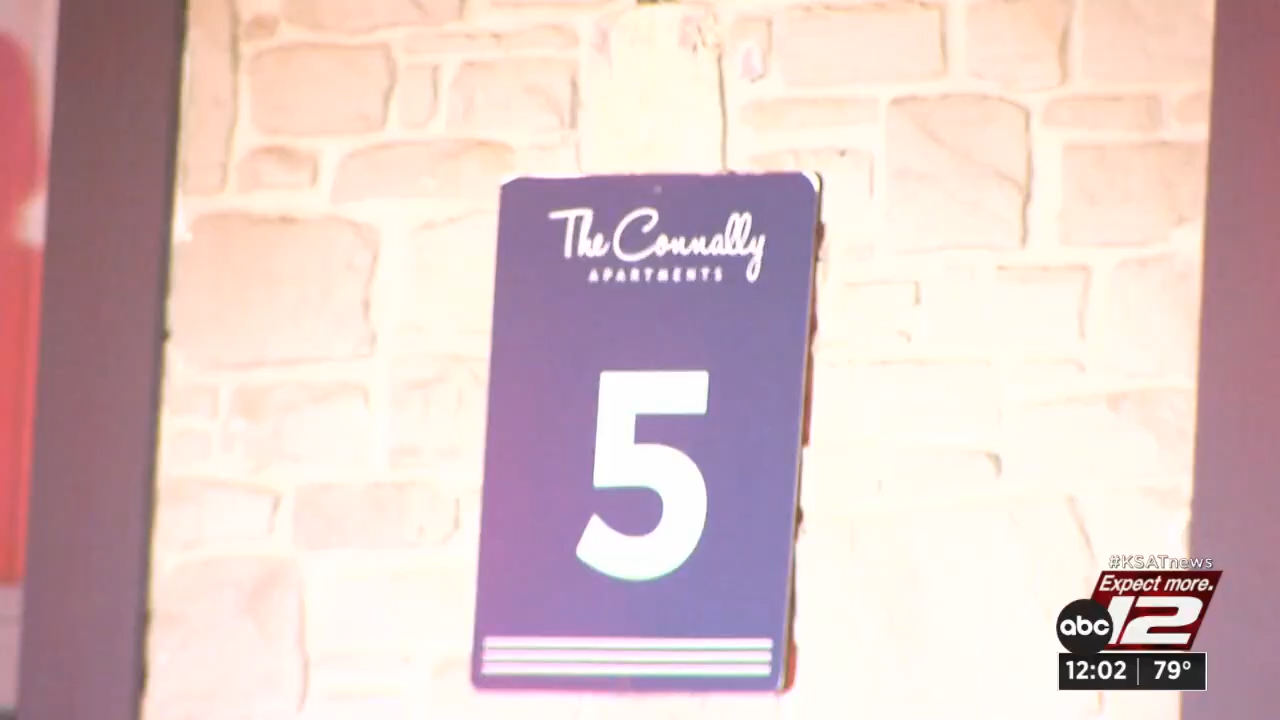 The Connally
APARTMENTS
5
#KSATnews
Expect more.
abc 12
12:02 79°